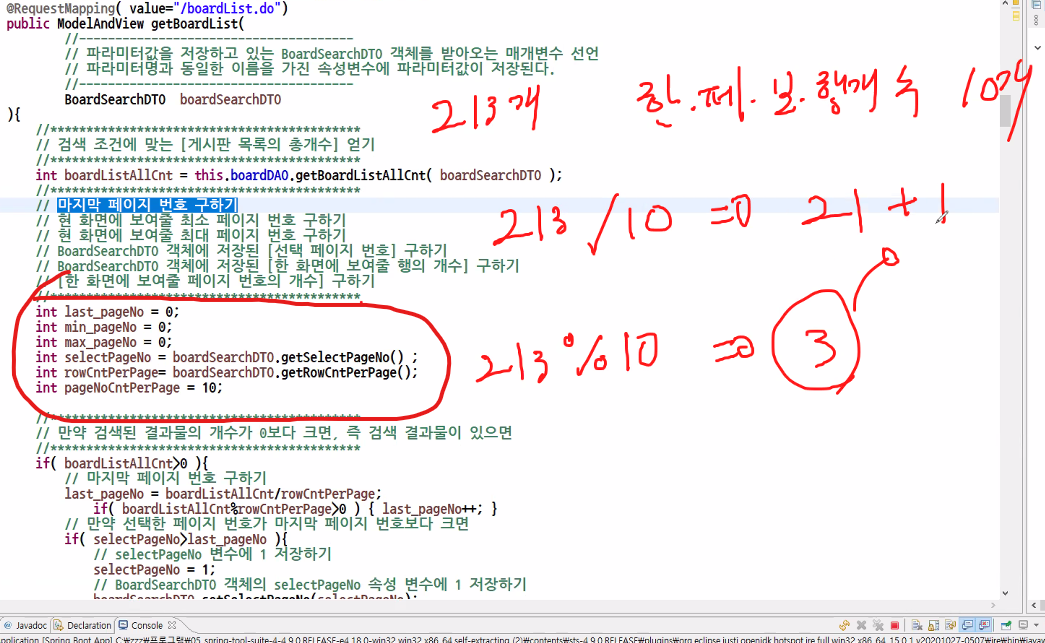 @RequestMapping( value="/boardList.do")
public ModelAndView getBoardList(
//-----------------------------------
// 파라미터값을 저장하고 있는 BoardSearchDTO 객체를 받아오는 매개변수 선언
// 파라미터명과 동일한 이름을 가진 속성변수에 파라미터값이 저장된다.
//-----------------------------------
BoardSearchDTO boardSearchDTO
213개
한.페.보.행개 수 10개
){
//***************************************
// 검색 조건에 맞는 [게시판 목록의 총개수] 얻기
//***************************************
int boardListAllCnt = this.boardDAO.getBoardListAllCnt( boardSearchDTO );
//***************************************
// 마지막 페이지 번호 구하기
// 현 화면에 보여줄 최소 페이지 번호 구하기
213 / 10 => 21 + 1
// 현 화면에 보여줄 최대 페이지 번호 구하기
// BoardSearchDTO 객체에 저장된 [선택 페이지 번호] 구하기
// BoardSearchDTO 객체에 저장된 [한 화면에 보여줄 행의 개수] 구하기
// [한 화면에 보여줄 페이지 번호의 개수] 구하기
//***************************************
int last_pageNo = 0;
int min_pageNo = 0;
int max_pageNo = 0;
213 % 10 => 3
int selectPageNo = boardSearchDTO.getSelectPageNo() ;
int rowCntPerPage= boardSearchDTO.getRowCntPerPage();
int pageNoCntPerPage = 10;
//***************************************
// 만약 검색된 결과물의 개수가 0보다 크면, 즉 검색 결과물이 있으면
//***************************************
if( boardListAllCnt>0 ){
// 마지막 페이지 번호 구하기
last_pageNo = boardListAllCnt/rowCntPerPage;
if( boardListAllCnt%rowCntPerPage>0 ) { last_pageNo++; }
// 만약 선택한 페이지 번호가 마지막 페이지 번호보다 크면
if( selectPageNo>last_pageNo ){
// selectPageNo 변수에 1 저장하기
selectPageNo = 1;
// BoardSearchDTO 객체의 selectPageNo 속성 변수에 1 저장하기
boardSearchDTO.setSelectPageNo(selectPageNo);
@ Javadoc Declaration Console